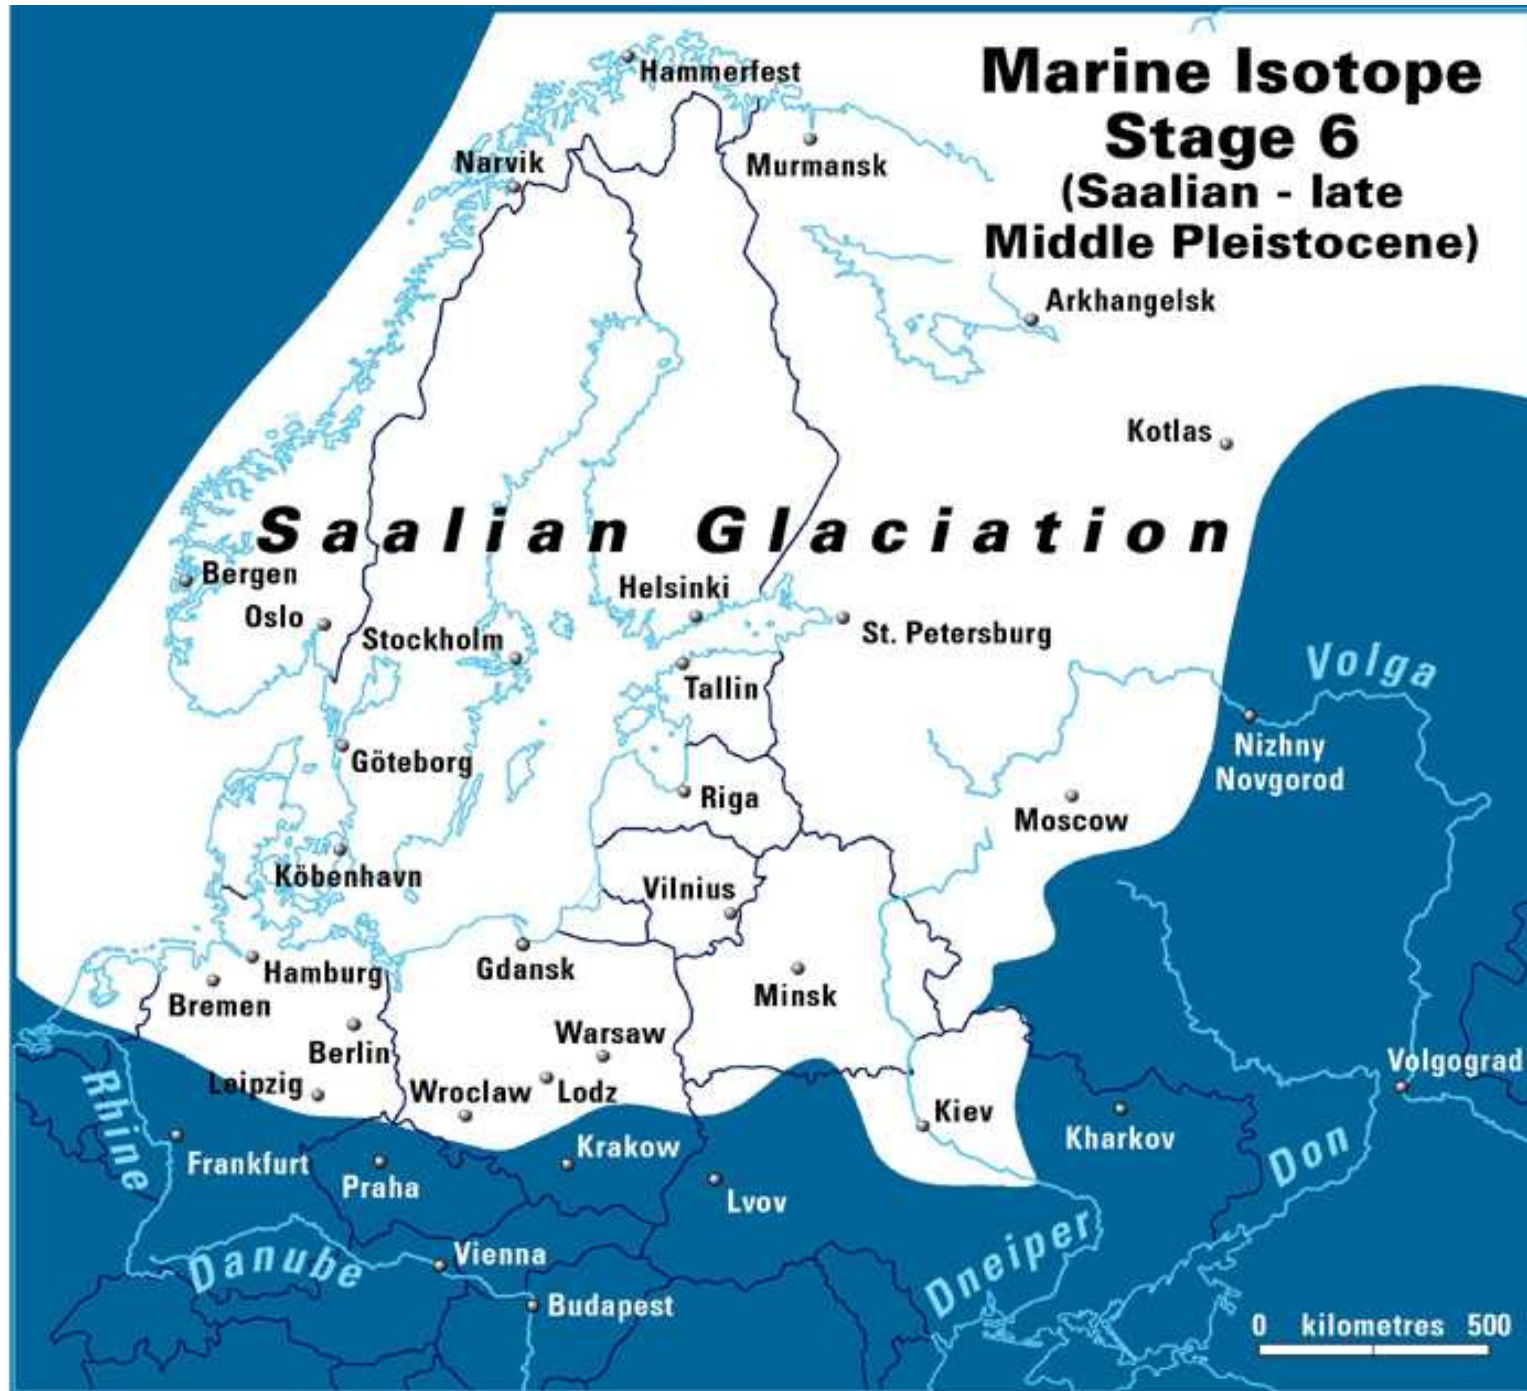 Marine Isotope
Stage 6
(Saalian - late
Middle Pleistocene)
Hammerfest
Narvik
Murmansk
Arkhangelsk
Kotlas
Saalian Glaciation
Bergen
Oslo
Stockholm
Helsinki
St. Petersburg
Tallin
Volga
Göteborg
Nizhny
Novgorod
Riga
Moscow
Köbenhavn
Vilnius
Hamburg
Gdansk
Bremen
Minsk
Warsaw
Berlin
Leipzig
Wroclaw
Lodz
Volgograd
Rhine
Kiev
Kharkov
Frankfurt
Praha
Krakow
Lvov
Don
Danube
Vienna
Dneiper
Budapest
0 kilometres 500